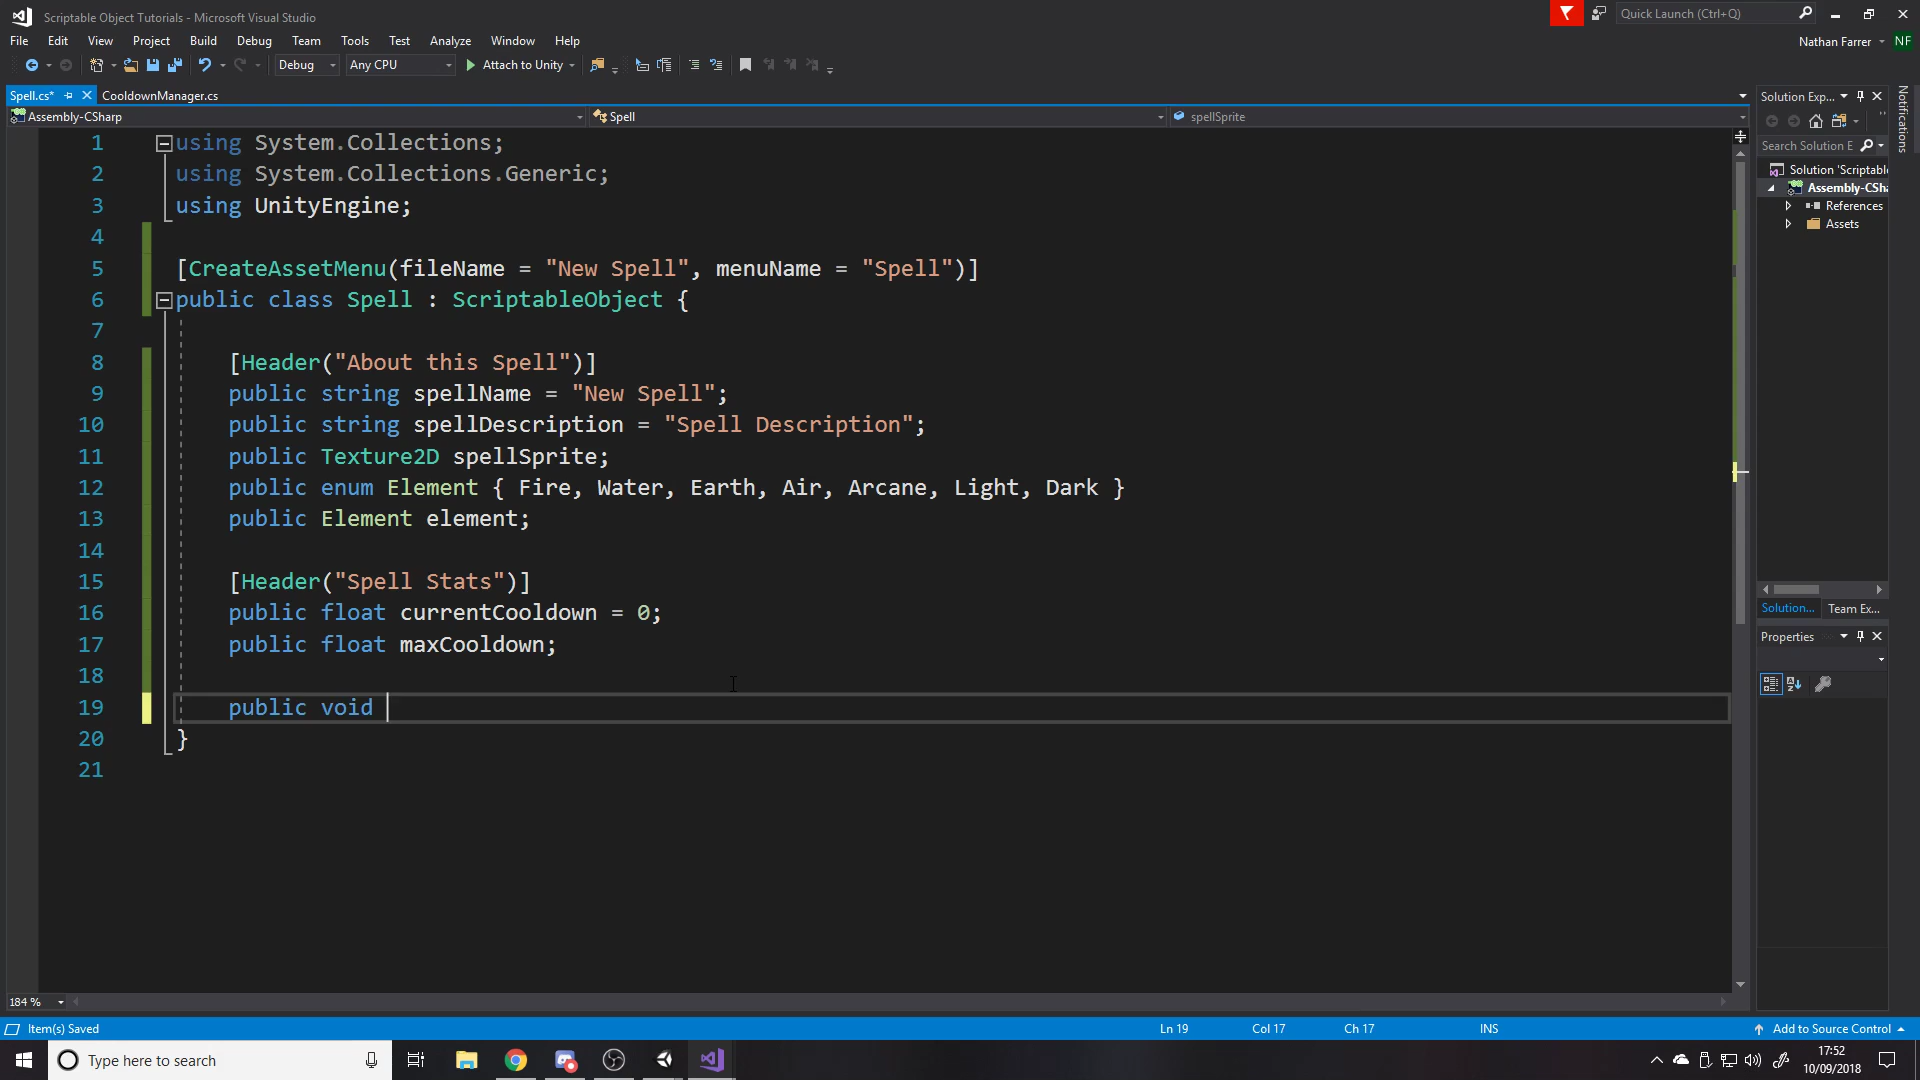 Scriptable Object Tutorials - Microsoft Visual Studio
Quick Launch (Ctrl+Q)
File Edit View Project Build Debug Team Tools Test Analyze Window Help
Nathan Farrer NF
Debug Any CPU Attach to Unity
Spell.cs* CooldownManager.cs
Assembly-CSharp Spell spellSprite
1 using System.Collections;
2 using System.Collections.Generic;
3 using UnityEngine;
4
5 [CreateAssetMenu(fileName = "New Spell", menuName = "Spell")]
6 public class Spell : ScriptableObject {
7
8 [Header("About this Spell")]
9 public string spellName = "New Spell";
10 public string spellDescription = "Spell Description";
11 public Texture2D spellSprite;
12 public enum Element { Fire, Water, Earth, Air, Arcane, Light, Dark }
13 public Element element;
14
15 [Header("Spell Stats")]
16 public float currentCooldown = 0;
17 public float maxCooldown;
18
19 public void
20 }
21
184 %
Solution Exp...
Search Solution E
Solution 'Scriptabl
Assembly-CSha
References
Assets
Solution... Team Ex...
Properties
Notifications
Item(s) Saved Ln 19 Col 17 Ch 17 INS Add to Source Control
Type here to search
17:52
10/09/2018